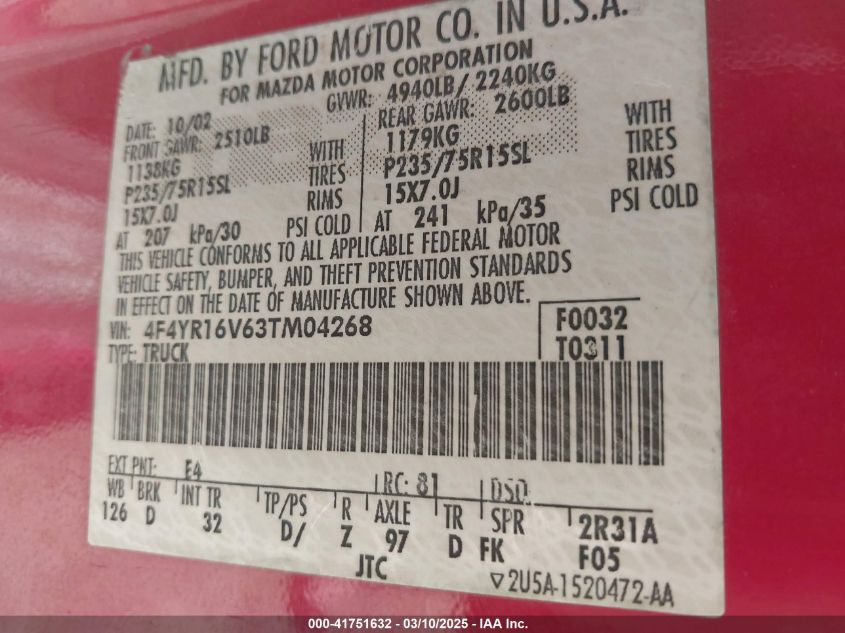 MFD. BY FORD MOTOR CO. IN U.S.A.
FOR MAZDA MOTOR CORPORATION
DATE: 10/02 GVWR: 4940LB/ 2240KG
FRONT GAWR: 2510LB REAR GAWR: 2600LB
1138KG WITH 1179KG WITH
P235/75R15SL TIRES P235/75R15SL TIRES
15X7.0J RIMS 15X7.0J RIMS
AT 207 kPa/30 PSI COLD AT 241 kPa/35 PSI COLD
THIS VEHICLE CONFORMS TO ALL APPLICABLE FEDERAL MOTOR
VEHICLE SAFETY, BUMPER, AND THEFT PREVENTION STANDARDS
IN EFFECT ON THE DATE OF MANUFACTURE SHOWN ABOVE.
VIN: 4F4YR16V63TM04268 F0032
TYPE: TRUCK T0311
EXT PNT: E4 RC: 81 DSO:
WB BRK INT TR TP/PS R AXLE TR SPR 2R31A
126 D 32 D/ Z 97 D FK F05
JTC 2U5A-1520472-AA
000-41751632 - 03/10/2025 - IAA Inc.